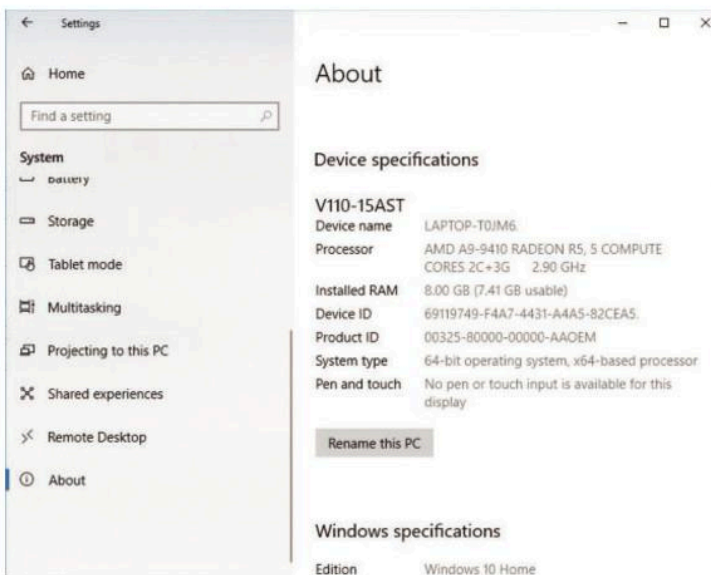 Settings
Home
Find a setting
System
Battery
Storage
Tablet mode
Multitasking
Projecting to this PC
Shared experiences
Remote Desktop
About
About
Device specifications
V110-15AST
Device name LAPTOP-T0JM6.
Processor AMD A9-9410 RADEON R5, 5 COMPUTE
CORES 2C+3G 2.90 GHz
Installed RAM 8.00 GB (7.41 GB usable)
Device ID 69119749-F4A7-4431-A4A5-82CEA5.
Product ID 00325-80000-00000-AAOEM
System type 64-bit operating system, x64-based processor
Pen and touch No pen or touch input is available for this
display
Rename this PC
Windows specifications
Edition Windows 10 Home